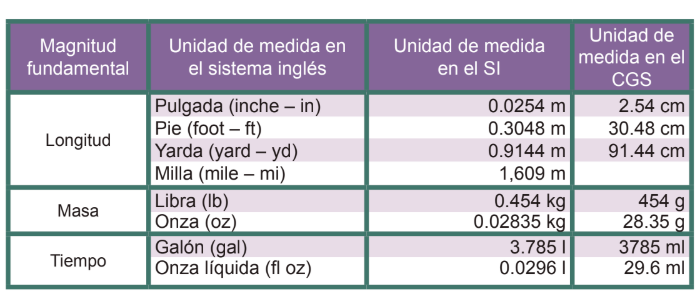 Magnitud fundamental | Unidad de medida en el sistema inglés | Unidad de medida en el SI | Unidad de medida en el CGS
Longitud | Pulgada (inche – in) | 0.0254 m | 2.54 cm
Pie (foot – ft) | 0.3048 m | 30.48 cm
Yarda (yard – yd) | 0.9144 m | 91.44 cm
Milla (mile – mi) | 1,609 m
Masa | Libra (lb) | 0.454 kg | 454 g
Onza (oz) | 0.02835 kg | 28.35 g
Tiempo | Galón (gal) | 3.785 l | 3785 ml
Onza líquida (fl oz) | 0.0296 l | 29.6 ml